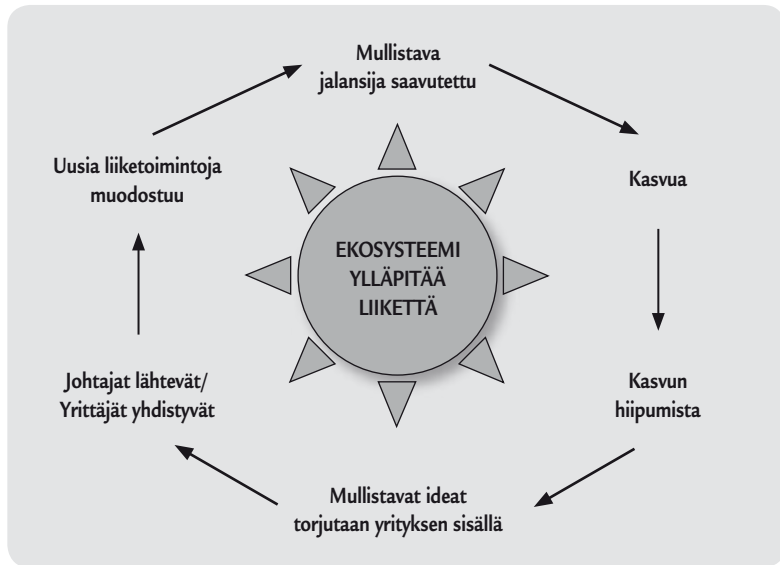 Mullistava
jalansija saavutettu
Kasvua
Kasvun
hiipumista
Mullistavat ideat
torjutaan yrityksen sisällä
Johtajat lähtevät/
Yrittäjät yhdistyvät
Uusia liiketoimintoja
muodostuu
EKOSYSTEEMI
YLLÄPITÄÄ
LIIKETTÄ